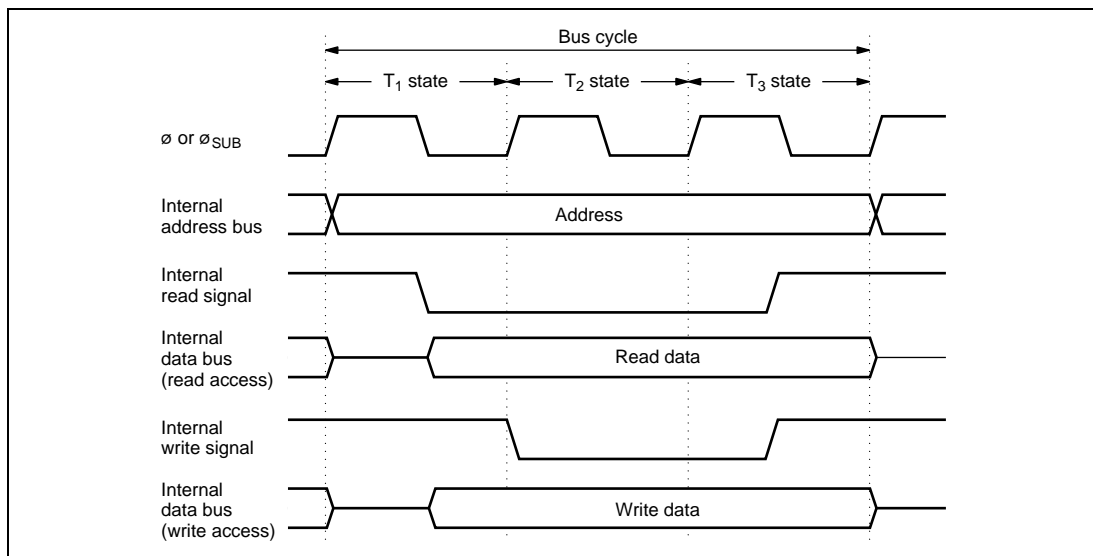 Bus cycle
T1 state
T2 state
T3 state
ø or øSUB
Internal
address bus
Address
Internal
read signal
Internal
data bus
(read access)
Read data
Internal
write signal
Internal
data bus
(write access)
Write data